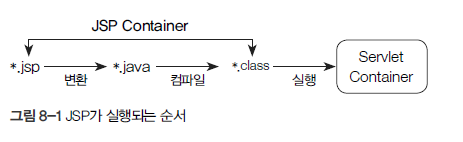 JSP Container
*.jsp
변환
*.java
컴파일
*.class
실행
Servlet
Container
그림 8-1 JSP가 실행되는 순서